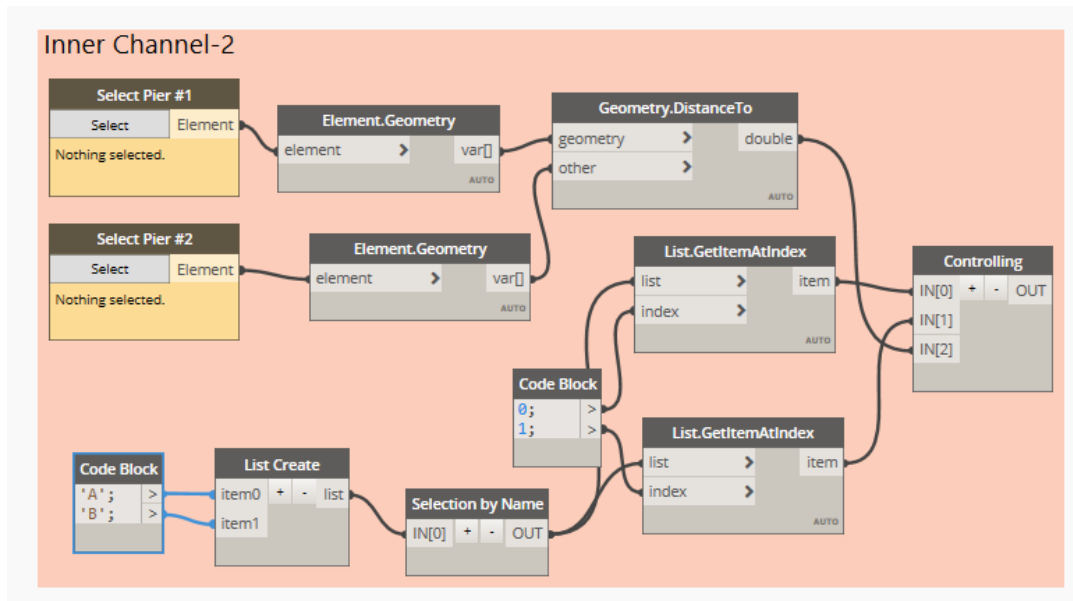 Inner Channel-2
Select Pier #1
Select Element
Nothing selected.
Element.Geometry
element > var[]
AUTO
Geometry.DistanceTo
geometry > double
other >
AUTO
Select Pier #2
Select Element
Nothing selected.
Element.Geometry
element > var[]
AUTO
List.GetItemAtIndex
list > item
index >
AUTO
Controlling
IN[0] + - OUT
IN[1]
IN[2]
Code Block
0; >
1; >
List.GetItemAtIndex
list > item
index >
AUTO
Code Block
'A'; >
'B'; >
List Create
item0 + - list
item1
Selection by Name
IN[0] + - OUT